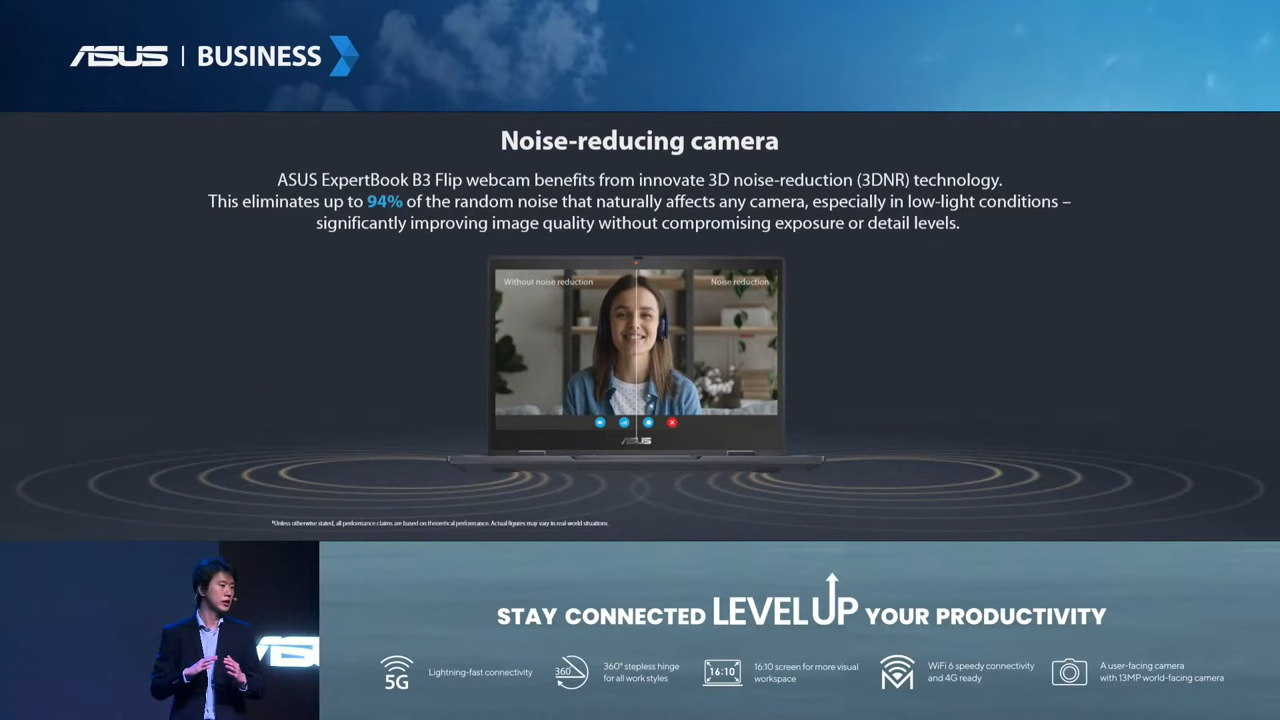 ASUS | BUSINESS
Noise-reducing camera
ASUS ExpertBook B3 Flip webcam benefits from innovate 3D noise-reduction (3DNR) technology.
This eliminates up to 94% of the random noise that naturally affects any camera, especially in low-light conditions –
significantly improving image quality without compromising exposure or detail levels.
Without noise reduction
Noise reduction
ASUS
*Unless otherwise stated, all performance claims are based on theoretical performance. Actual figures may vary in real-world situations.
STAY CONNECTED LEVEL UP YOUR PRODUCTIVITY
5G
Lightning-fast connectivity
360°
360° stepless hinge
for all work styles
16:10
16:10 screen for more visual
workspace
WiFi 6 speedy connectivity
and 4G ready
A user-facing camera
with 13MP world-facing camera